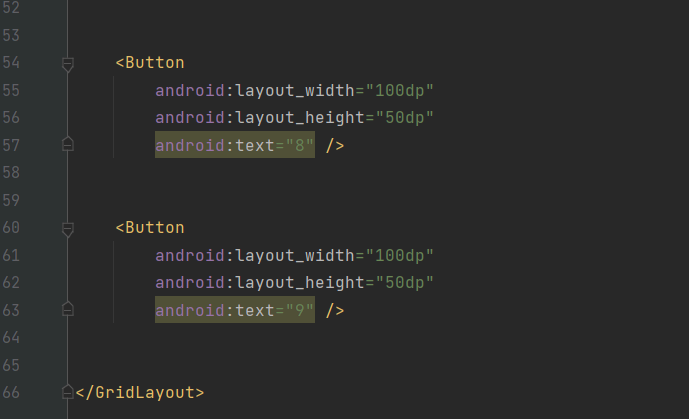 52
53
54 <Button
55 android:layout_width="100dp"
56 android:layout_height="50dp"
57 android:text="8" />
58
59
60 <Button
61 android:layout_width="100dp"
62 android:layout_height="50dp"
63 android:text="9" />
64
65
66 </GridLayout>